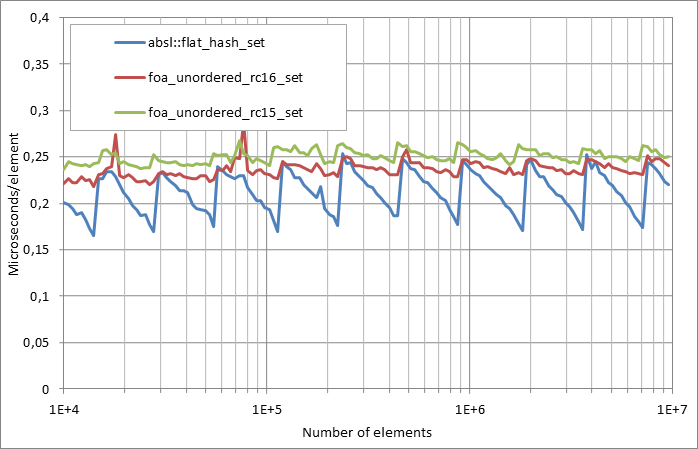 0,4
0,35
0,3
0,25
0,2
0,15
0,1
0,05
0
Microseconds/element
absl::flat_hash_set
foa_unordered_rc16_set
foa_unordered_rc15_set
1E+4
1E+5
1E+6
1E+7
Number of elements